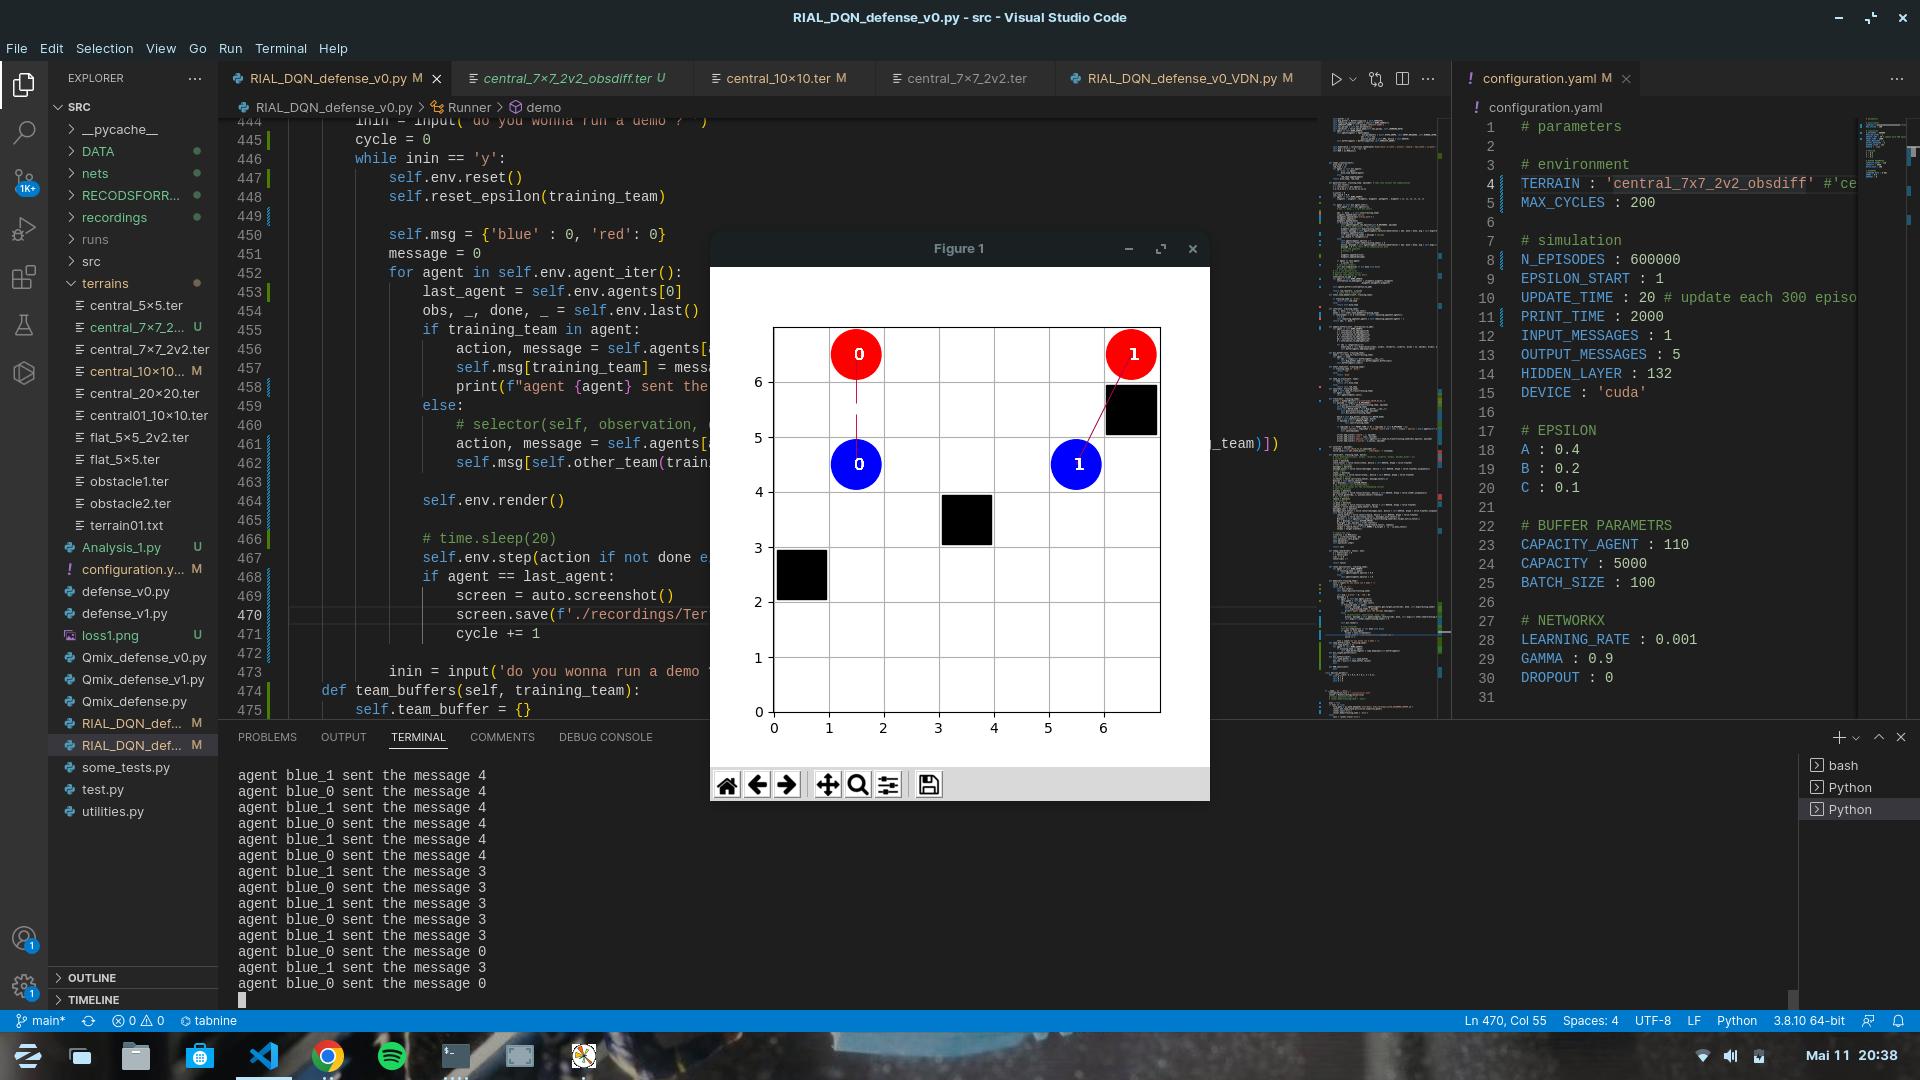 RIAL_DQN_defense_v0.py - src - Visual Studio Code
File Edit Selection View Go Run Terminal Help
EXPLORER
SRC
__pycache__
DATA
nets
RECODSFORR...
recordings
runs
src
terrains
central_5×5.ter
central_7×7_2... U
central_7×7_2v2.ter
central_10×10... M
central_20×20.ter
central01_10×10.ter
flat_5×5_2v2.ter
flat_5×5.ter
obstacle1.ter
obstacle2.ter
terrain01.txt
Analysis_1.py U
configuration.y... M
defense_v0.py
defense_v1.py
loss1.png U
Qmix_defense_v0.py
Qmix_defense_v1.py
Qmix_defense.py
RIAL_DQN_def... M
RIAL_DQN_def... M
some_tests.py
test.py
utilities.py
OUTLINE
TIMELINE
1K+
1
1
RIAL_DQN_defense_v0.py M central_7×7_2v2_obsdiff.ter U central_10×10.ter M central_7×7_2v2.ter RIAL_DQN_defense_v0_VDN.py M
RIAL_DQN_defense_v0.py > Runner > demo
444 inin = input('do you wonna run a demo ? ')
445 cycle = 0
446 while inin == 'y':
447 self.env.reset()
448 self.reset_epsilon(training_team)
449
450 self.msg = {'blue' : 0, 'red': 0}
451 message = 0
452 for agent in self.env.agent_iter():
453 last_agent = self.env.agents[0]
454 obs, _, done, _ = self.env.last()
455 if training_team in agent:
456 action, message = self.agents[
457 self.msg[training_team] = mess
458 print(f"agent {agent} sent the
459 else:
460 # selector(self, observation,
461 action, message = self.agents[ _team)])
462 self.msg[self.other_team(train
463
464 self.env.render()
465
466 # time.sleep(20)
467 self.env.step(action if not done e
468 if agent == last_agent:
469 screen = auto.screenshot()
470 screen.save(f'./recordings/Ter
471 cycle += 1
472
473 inin = input('do you wonna run a demo
474 def team_buffers(self, training_team):
475 self.team_buffer = {}
Figure 1
0 1
0 1
6
5
4
3
2
1
0
0 1 2 3 4 5 6
configuration.yaml M
configuration.yaml
1 # parameters
2
3 # environment
4 TERRAIN : 'central_7x7_2v2_obsdiff' #'ce
5 MAX_CYCLES : 200
6
7 # simulation
8 N_EPISODES : 600000
9 EPSILON_START : 1
10 UPDATE_TIME : 20 # update each 300 episo
11 PRINT_TIME : 2000
12 INPUT_MESSAGES : 1
13 OUTPUT_MESSAGES : 5
14 HIDDEN_LAYER : 132
15 DEVICE : 'cuda'
16
17 # EPSILON
18 A : 0.4
19 B : 0.2
20 C : 0.1
21
22 # BUFFER PARAMETRS
23 CAPACITY_AGENT : 110
24 CAPACITY : 5000
25 BATCH_SIZE : 100
26
27 # NETWORKX
28 LEARNING_RATE : 0.001
29 GAMMA : 0.9
30 DROPOUT : 0
31
PROBLEMS OUTPUT TERMINAL COMMENTS DEBUG CONSOLE
agent blue_1 sent the message 4
agent blue_0 sent the message 4
agent blue_1 sent the message 4
agent blue_0 sent the message 4
agent blue_1 sent the message 4
agent blue_0 sent the message 4
agent blue_1 sent the message 3
agent blue_0 sent the message 3
agent blue_1 sent the message 3
agent blue_0 sent the message 3
agent blue_1 sent the message 3
agent blue_0 sent the message 0
agent blue_1 sent the message 3
agent blue_0 sent the message 0
bash
Python
Python
main* 0 0 tabnine Ln 470, Col 55 Spaces: 4 UTF-8 LF Python 3.8.10 64-bit
Mai 11 20:38